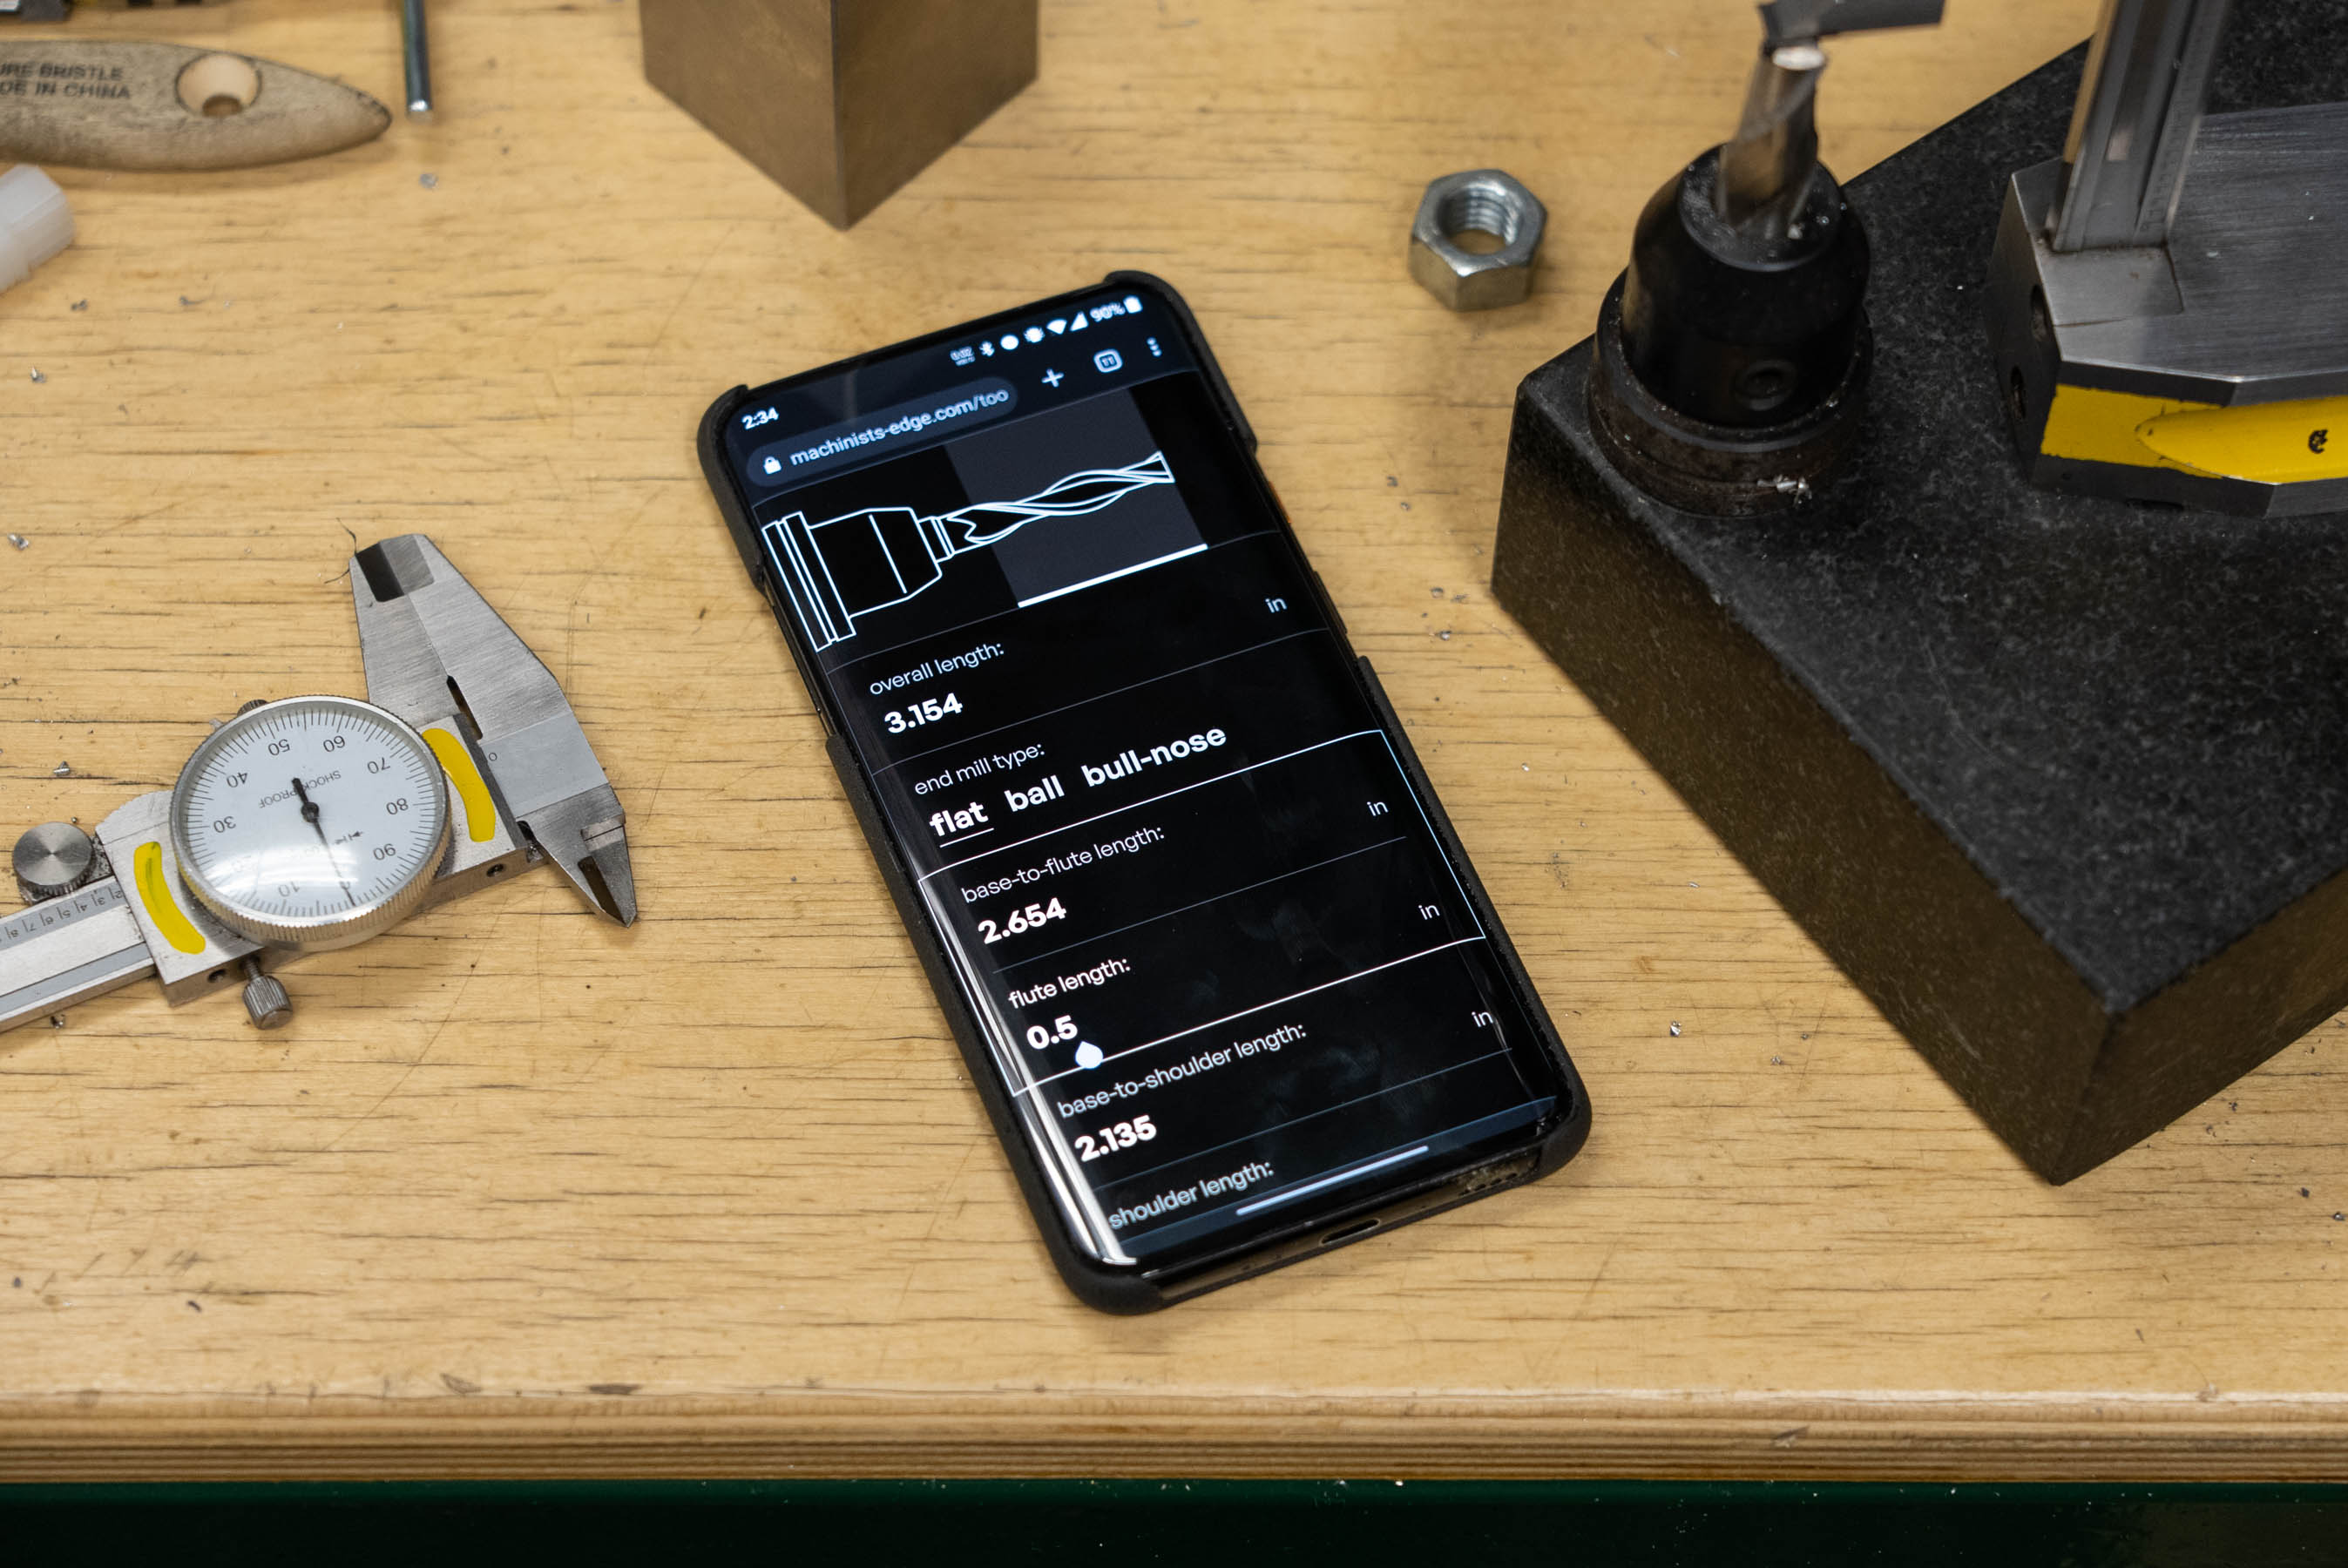 URE BRISTLE
DE IN CHINA
2:34
90%
machinists-edge.com/too
in
overall length:
3.154
end mill type:
flat ball bull-nose
in
base-to-flute length:
2.654
in
flute length:
0.5
in
base-to-shoulder length:
2.135
shoulder length:
SHOCKPROOF
10
30
40
50
60
70
80
90
0